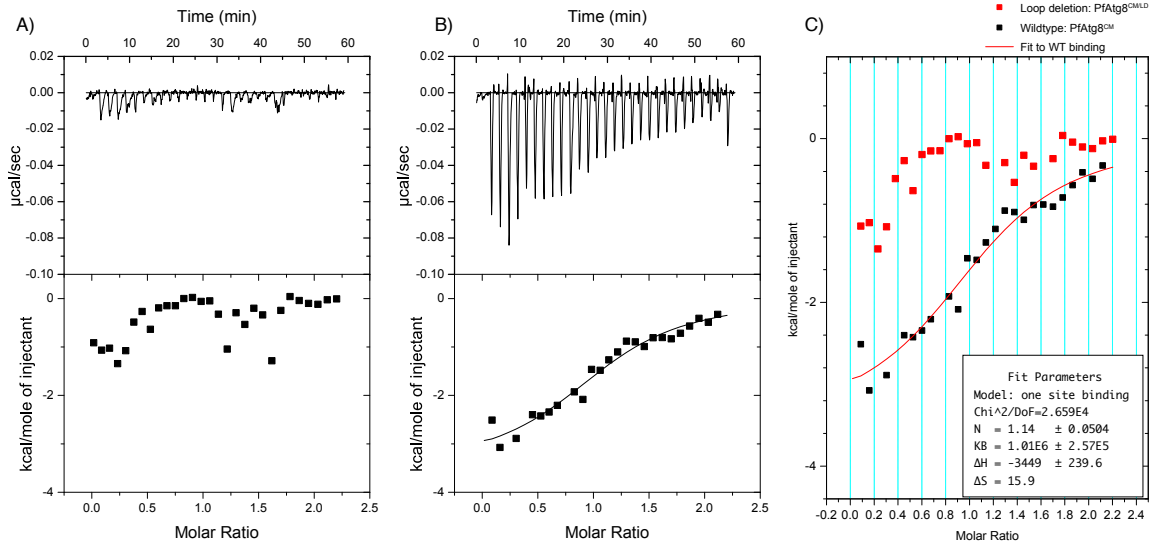 A)
Time (min)
0 10 20 30 40 50 60
0.02
0.00
-0.02
-0.04
-0.06
-0.08
-0.10
µcal/sec
0
-2
-4
kcal/mole of injectant
0.0 0.5 1.0 1.5 2.0 2.5
Molar Ratio
B)
Time (min)
0 10 20 30 40 50 60
0.02
0.00
-0.02
-0.04
-0.06
-0.08
-0.10
µcal/sec
0
-2
-4
kcal/mole of injectant
0.0 0.5 1.0 1.5 2.0 2.5
Molar Ratio
C)
Loop deletion: PfAtg8CM/LD
Wildtype: PfAtg8CM
Fit to WT binding
0
-2
-4
kcal/mole of injectant
Fit Parameters
Model: one site binding
Chi^2/DoF=2.659E4
N = 1.14 ± 0.0504
KB = 1.01E6 ± 2.57E5
ΔH = -3449 ± 239.6
ΔS = 15.9
-0.2 0.0 0.2 0.4 0.6 0.8 1.0 1.2 1.4 1.6 1.8 2.0 2.2 2.4
Molar Ratio